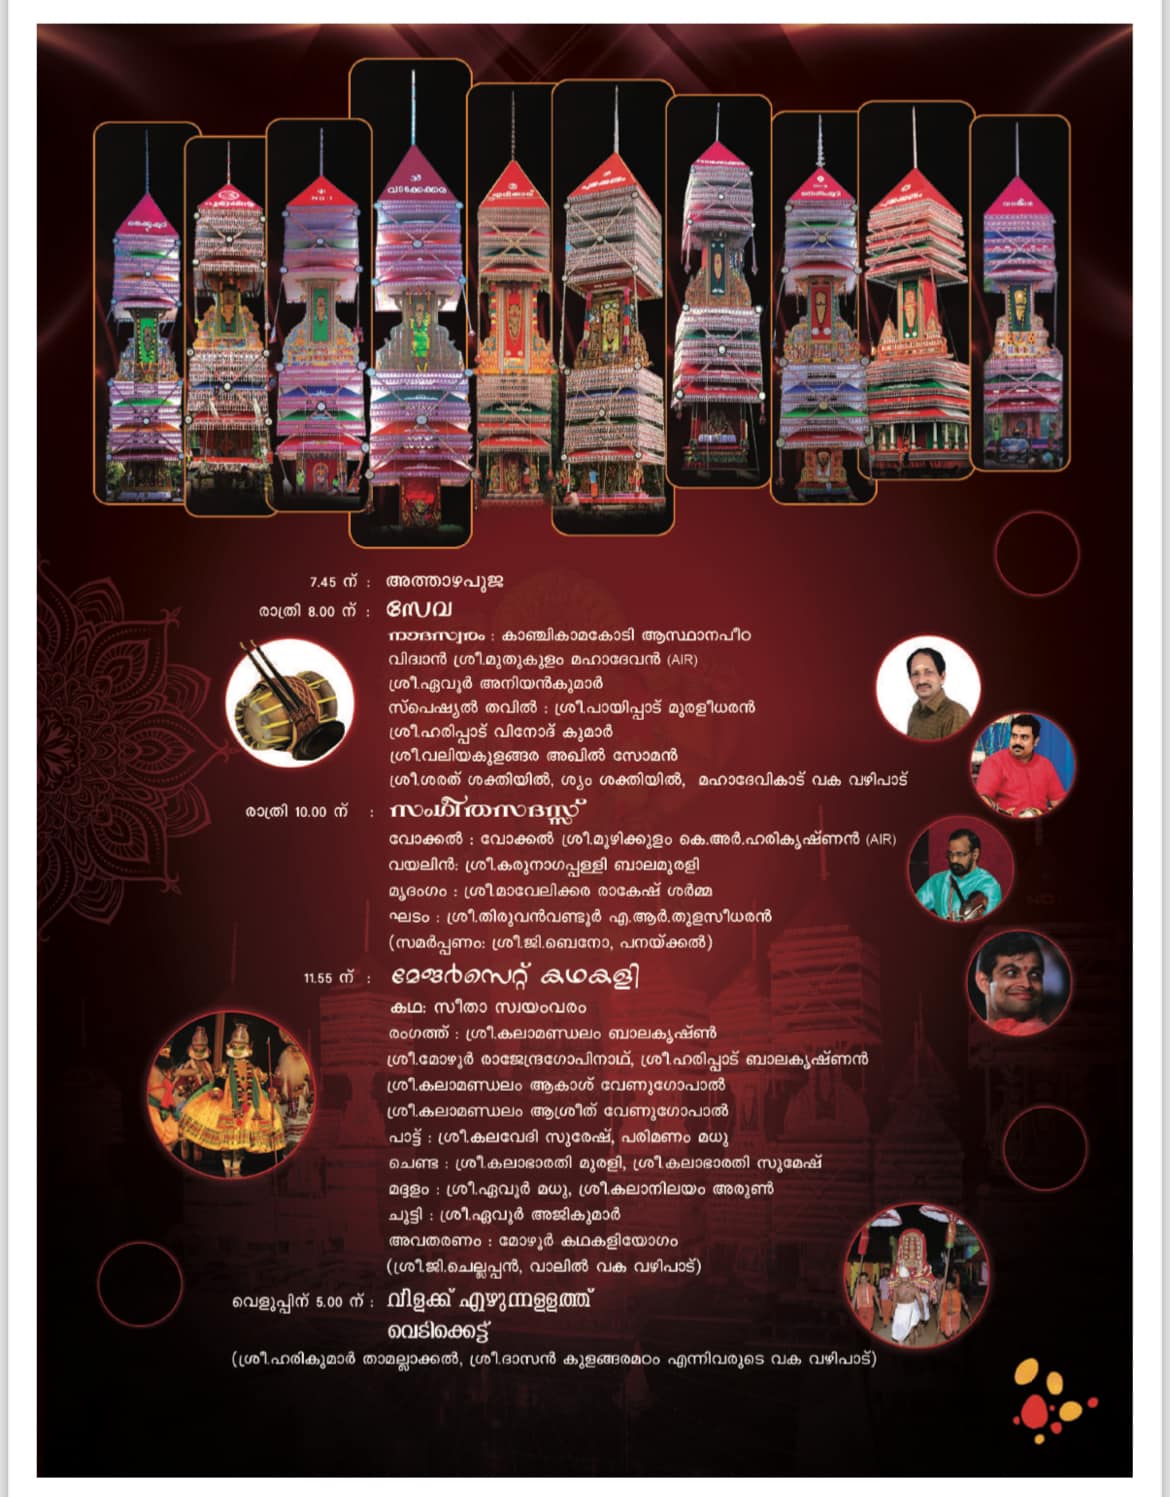 വടക്കേക്കര
NO-1
7.45 ന് : അത്താഴപൂജ
രാത്രി 8.00 ന് : സേവ
നാദസ്വരം : കാഞ്ചികാമകോടി ആസ്ഥാനപീഠ
വിദ്വാൻ ശ്രീ.മുതുകുളം മഹാദേവൻ (AIR)
ശ്രീ.ഏവൂർ അനിയൻകുമാർ
സ്പെഷ്യൽ തവിൽ : ശ്രീ.പായിപ്പാട് മുരളീധരൻ
ശ്രീ.ഹരിപ്പാട് വിനോദ് കുമാർ
ശ്രീ.വലിയകുളങ്ങര അഖിൽ സോമൻ
ശ്രീ.ശരത് ശക്തിയിൽ, ശ്യം ശക്തിയിൽ, മഹാദേവികാട് വക വഴിപാട്
രാത്രി 10.00 ന് : സംഗീതസദസ്സ്
വോക്കൽ : വോക്കൽ ശ്രീ.മൂഴിക്കുളം കെ.അർ.ഹരികൃഷ്ണൻ (AIR)
വയലിൻ: ശ്രീ.കരുനാഗപ്പള്ളി ബാലമുരളി
മൃദംഗം : ശ്രീ.മാവേലിക്കര രാകേഷ് ശർമ്മ
ഘടം : ശ്രീ.തിരുവൻവണ്ടൂർ എ.ആർ.തുളസീധരൻ
(സമർപ്പണം: ശ്രീ.ജി.ബെനോ, പനയ്ക്കൽ)
11.55 ന് : മേജർസെറ്റ് കഥകളി
കഥ: സീതാ സ്വയംവരം
രംഗത്ത് : ശ്രീ.കലാമണ്ഡലം ബാലകൃഷ്ൺ
ശ്രീ.മോഴൂർ രാജേന്ദ്രഗോപിനാഥ്, ശ്രീ.ഹരിപ്പാട് ബാലകൃഷ്ണൻ
ശ്രീ.കലാമണ്ഡലം ആകാശ് വേണുഗോപാൽ
ശ്രീ.കലാമണ്ഡലം ആശ്രീത് വേണുഗോപാൽ
പാട്ട് : ശ്രീ.കലവേദി സുരേഷ്, പരിമണം മധു
ചെണ്ട : ശ്രീ.കലാഭാരതി മുരളി, ശ്രീ.കലാഭാരതി സുമേഷ്
മദ്ദളം : ശ്രീ.ഏവൂർ മധു, ശ്രീ.കലാനിലയം അരുൺ
ചൂട്ടി : ശ്രീ.ഏവൂർ അജികുമാർ
അവതരണം : മോഴൂർ കഥകളിയോഗം
(ശ്രീ.ജി.ചെല്ലപ്പൻ, വാലിൽ വക വഴിപാട്)
വെളുപ്പിന് 5.00 ന് : വിളക്ക് എഴുന്നള്ളത്ത്
വെടിക്കെട്ട്
(ശ്രീ.ഹരികുമാർ താമല്ലാക്കൽ, ശ്രീ.ദാസൻ കുളങ്ങരമഠം എന്നിവരുടെ വക വഴിപാട്)